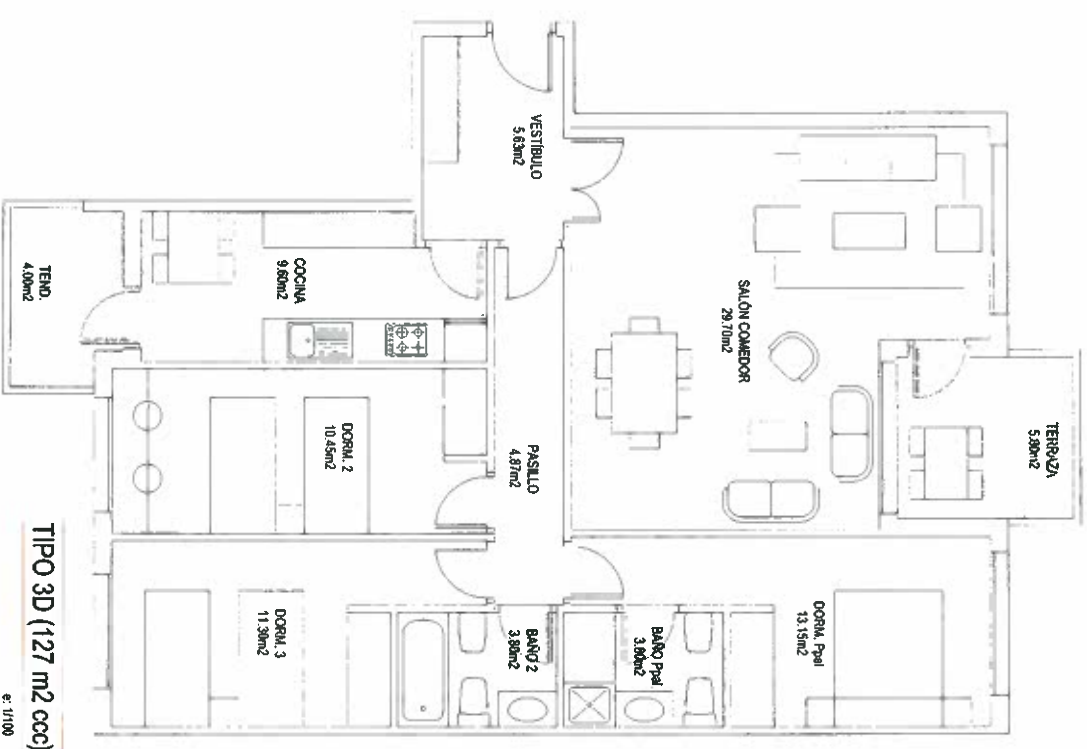 VESTÍBULO
5.63m2
SALÓN COMEDOR
29.70m2
TERRAZA
5.80m2
COCINA
9.60m2
TEND.
4.00m2
PASILLO
4.87m2
DORM. 2
10.45m2
DORM. 3
11.30m2
BAÑO 2
3.80m2
BAÑO Ppal.
3.80m2
DORM. Ppal
13.15m2
TIPO 3D (127 m2 ccc)
e: 1/100